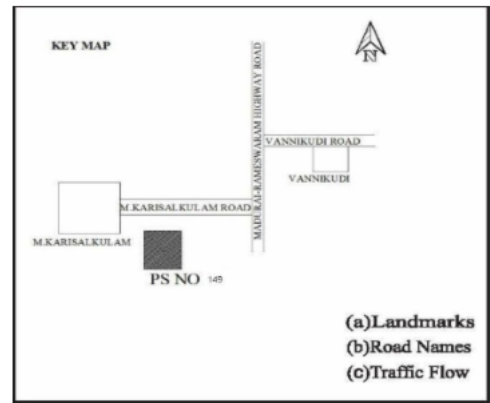 KEY MAP
N
MADURAI-RAMESWARAM HIGHWAY ROAD
VANNIKUDI ROAD
VANNIKUDI
M.KARISALKULAM ROAD
M.KARISALKULAM
PS NO 149
(a)Landmarks
(b)Road Names
(c)Traffic Flow